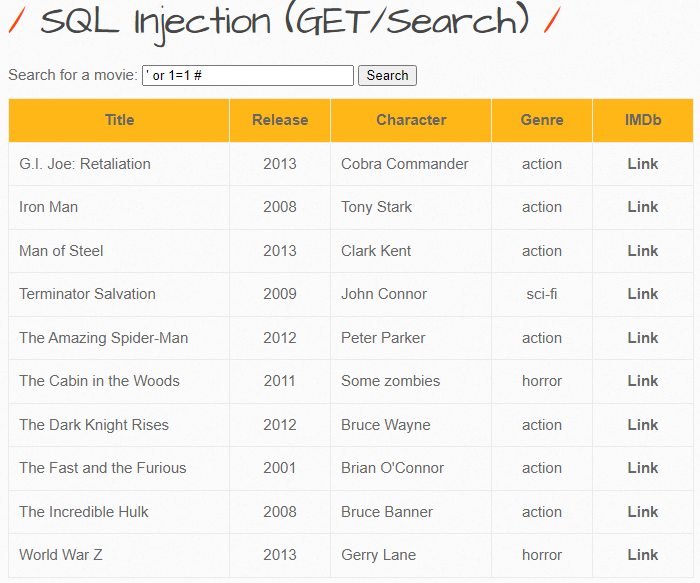 / SQL Injection (GET/Search) /
Search for a movie: ' or 1=1 # Search
Title Release Character Genre IMDb
G.I. Joe: Retaliation 2013 Cobra Commander action Link
Iron Man 2008 Tony Stark action Link
Man of Steel 2013 Clark Kent action Link
Terminator Salvation 2009 John Connor sci-fi Link
The Amazing Spider-Man 2012 Peter Parker action Link
The Cabin in the Woods 2011 Some zombies horror Link
The Dark Knight Rises 2012 Bruce Wayne action Link
The Fast and the Furious 2001 Brian O'Connor action Link
The Incredible Hulk 2008 Bruce Banner action Link
World War Z 2013 Gerry Lane horror Link